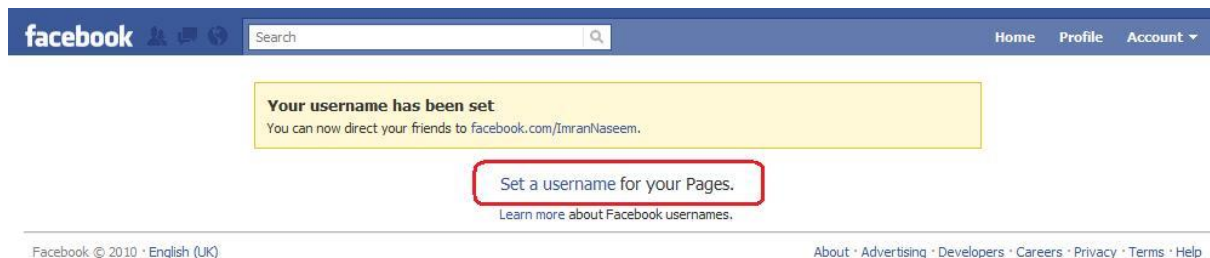 facebook Search Home Profile Account
Your username has been set
You can now direct your friends to facebook.com/ImranNaseem.
Set a username for your Pages.
Learn more about Facebook usernames.
Facebook © 2010 · English (UK) About · Advertising · Developers · Careers · Privacy · Terms · Help